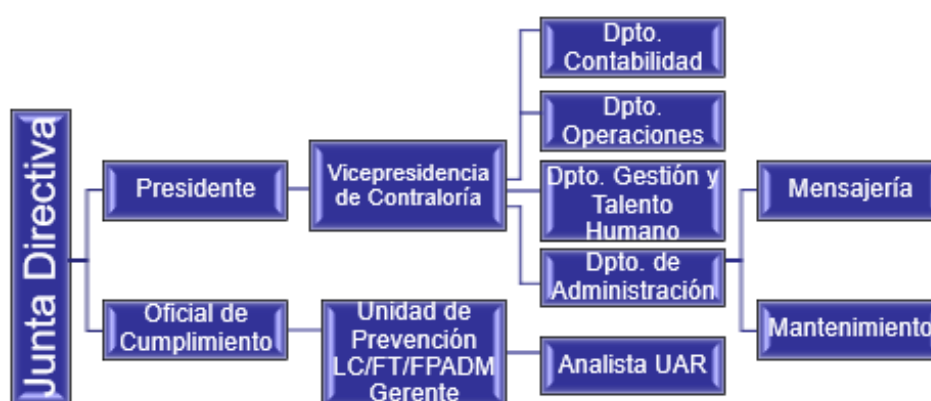 Junta Directiva
Presidente
Vicepresidencia
de Contraloría
Dpto.
Contabilidad
Dpto.
Operaciones
Dpto. Gestión y
Talento
Humano
Dpto. de
Administración
Mensajería
Mantenimiento
Oficial de
Cumplimiento
Unidad de
Prevención
LC/FT/FPADM
Gerente
Analista UAR